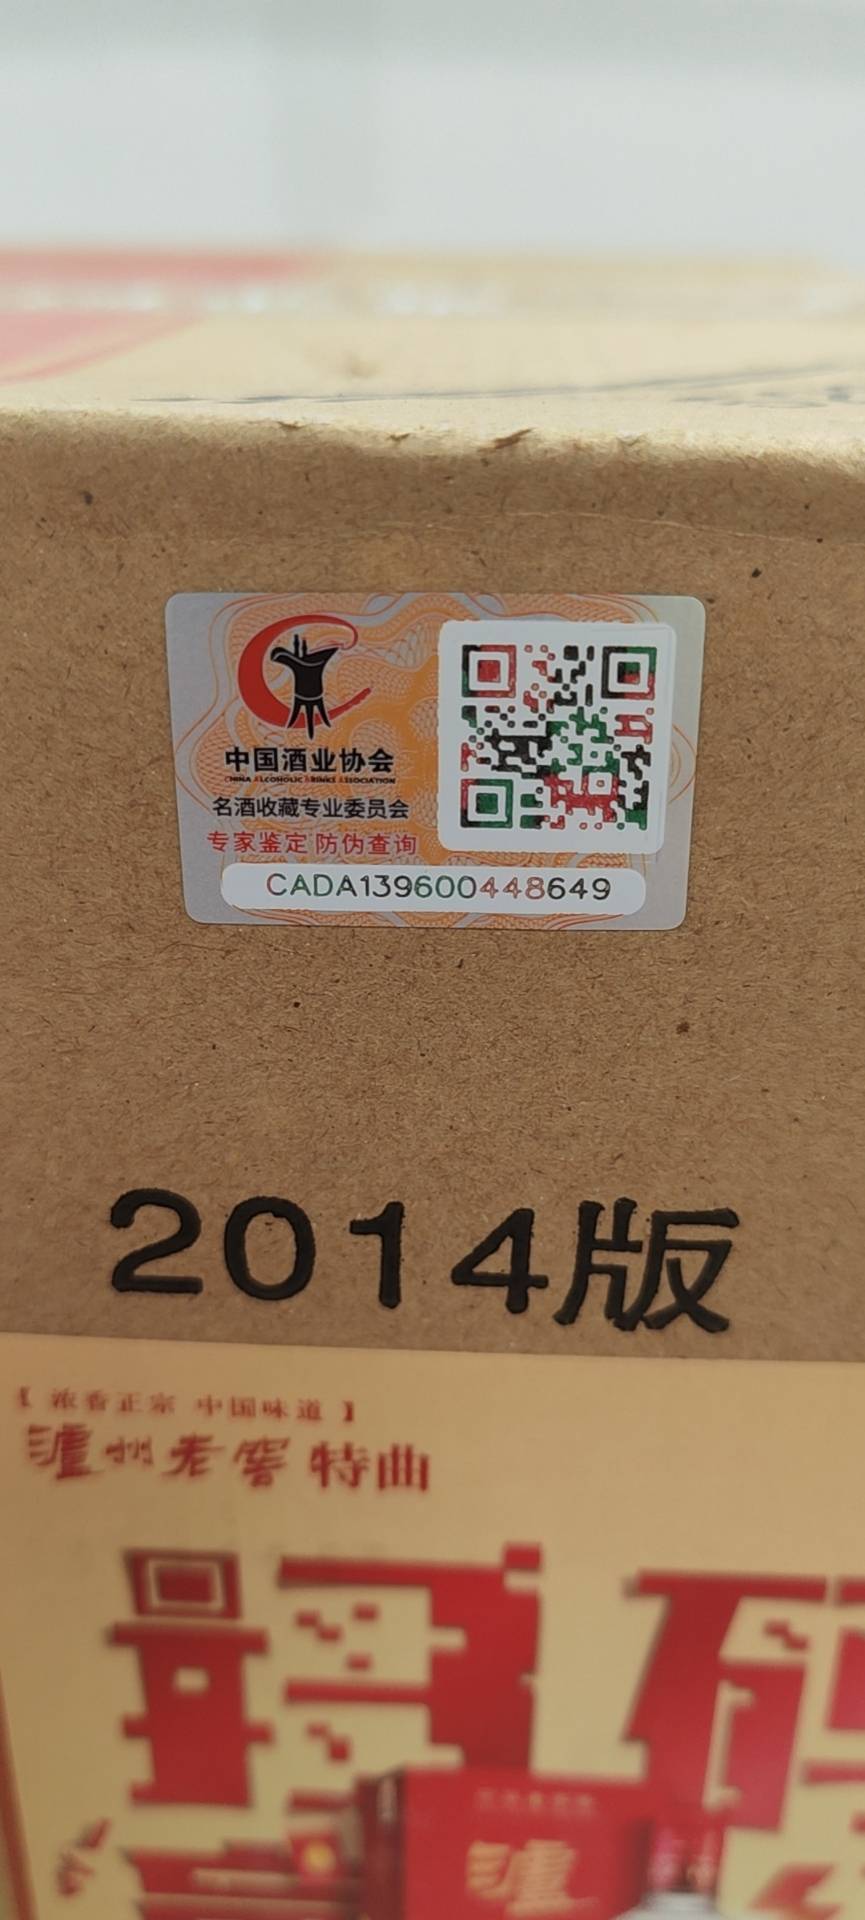 中国酒业协会
CHINA ALCOHOLIC DRINKS ASSOCIATION
名酒收藏专业委员会
专家鉴定 防伪查询
CADA139600448649
2014版
【 浓香正宗 中国味道 】
泸州老窖 特曲
泸